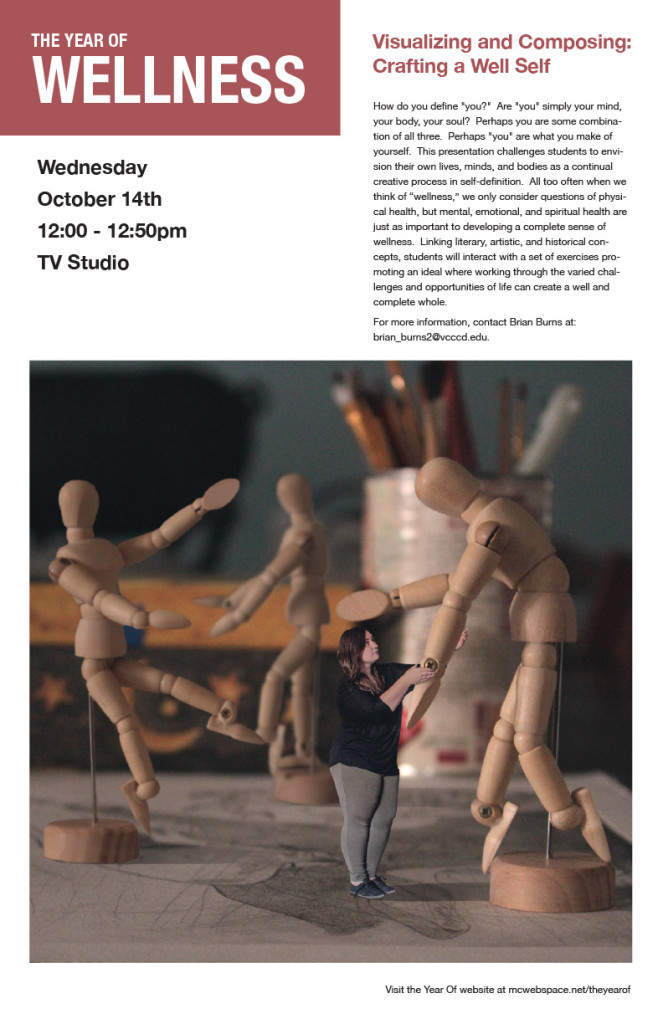 THE YEAR OF
WELLNESS
Wednesday
October 14th
12:00 - 12:50pm
TV Studio
Visualizing and Composing:
Crafting a Well Self
How do you define "you?"  Are "you" simply your mind,
your body, your soul?  Perhaps you are some combina-
tion of all three.  Perhaps "you" are what you make of
yourself.  This presentation challenges students to envi-
sion their own lives, minds, and bodies as a continual
creative process in self-definition.  All too often when we
think of “wellness,” we only consider questions of physi-
cal health, but mental, emotional, and spiritual health are
just as important to developing a complete sense of
wellness.  Linking literary, artistic, and historical con-
cepts, students will interact with a set of exercises pro-
moting an ideal where working through the varied chal-
lenges and opportunities of life can create a well and
complete whole.
For more information, contact Brian Burns at:
brian_burns2@vcccd.edu.
Visit the Year Of website at mcwebspace.net/theyearof